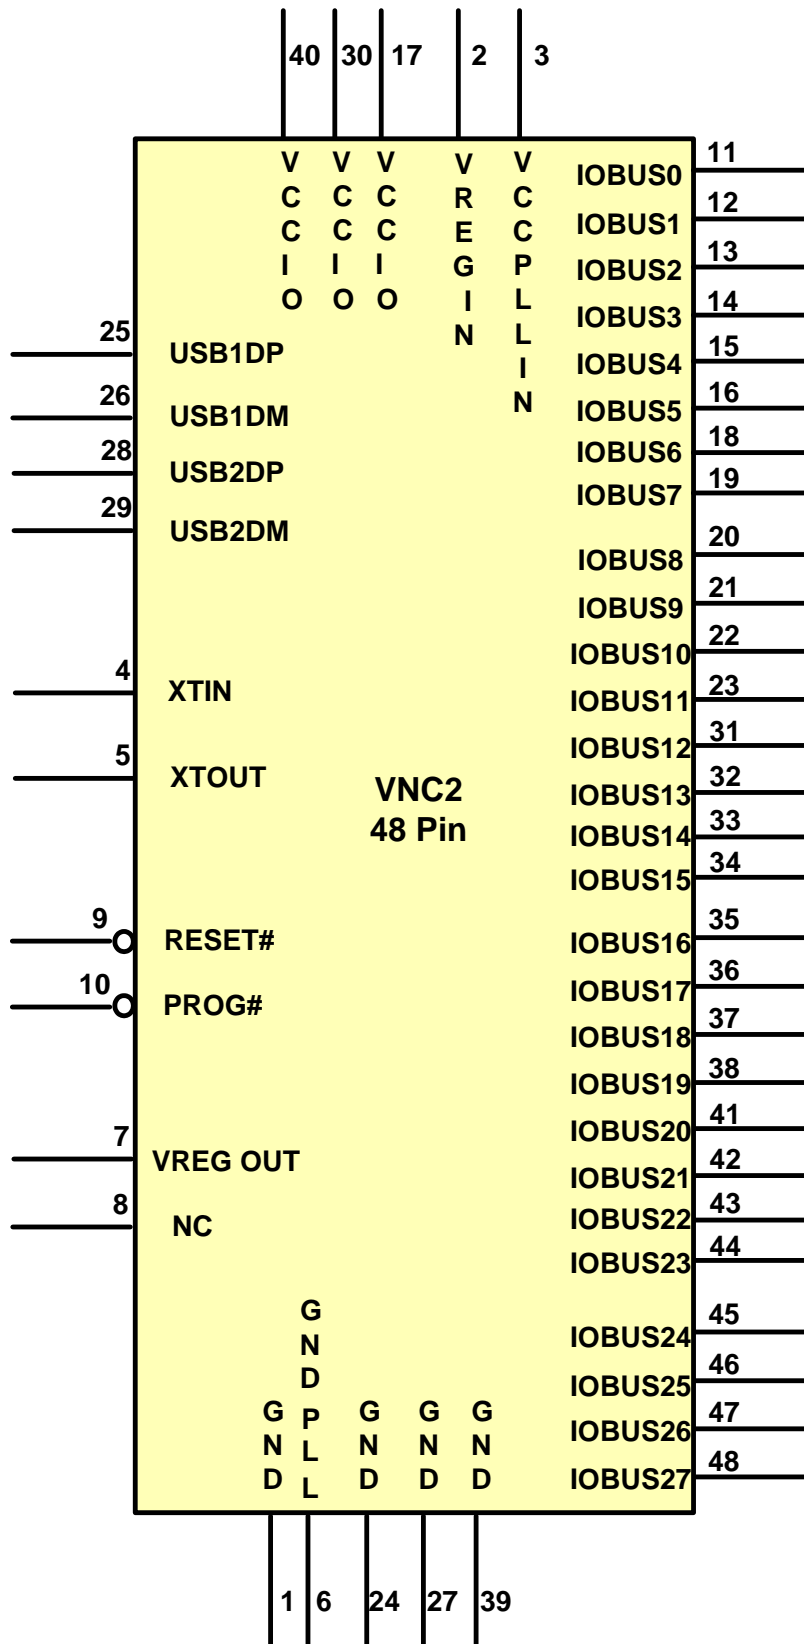 40 30 17 2 3
VCCIO
VCCIO
VCCIO
VREGIN
VCCPLLIN
25 USB1DP
26 USB1DM
28 USB2DP
29 USB2DM
4 XTIN
5 XTOUT
9 RESET#
10 PROG#
7 VREG OUT
8 NC
VNC2
48 Pin
IOBUS0 11
IOBUS1 12
IOBUS2 13
IOBUS3 14
IOBUS4 15
IOBUS5 16
IOBUS6 18
IOBUS7 19
IOBUS8 20
IOBUS9 21
IOBUS10 22
IOBUS11 23
IOBUS12 31
IOBUS13 32
IOBUS14 33
IOBUS15 34
IOBUS16 35
IOBUS17 36
IOBUS18 37
IOBUS19 38
IOBUS20 41
IOBUS21 42
IOBUS22 43
IOBUS23 44
IOBUS24 45
IOBUS25 46
IOBUS26 47
IOBUS27 48
GND
GND PLL
GND
GND
GND
1 6 24 27 39